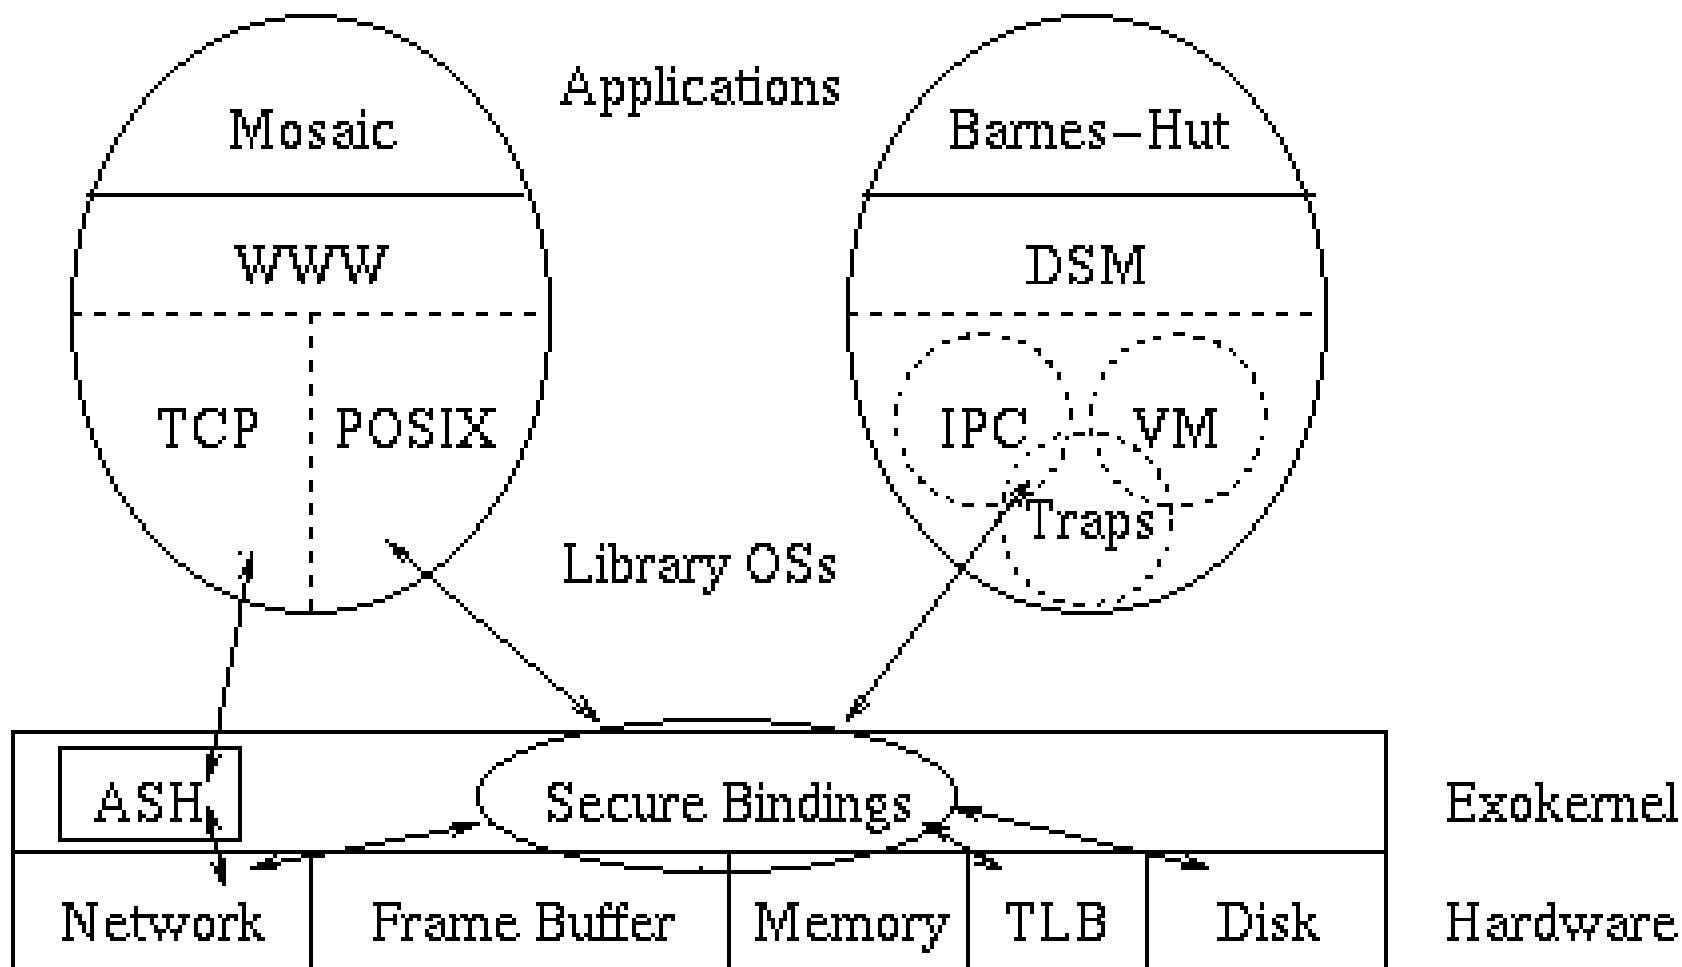 Applications
Mosaic
Barnes-Hut
WWW
DSM
TCP
POSIX
IPC
VM
Traps
Library OSs
ASH
Secure Bindings
Exokernel
Network
Frame Buffer
Memory
TLB
Disk
Hardware